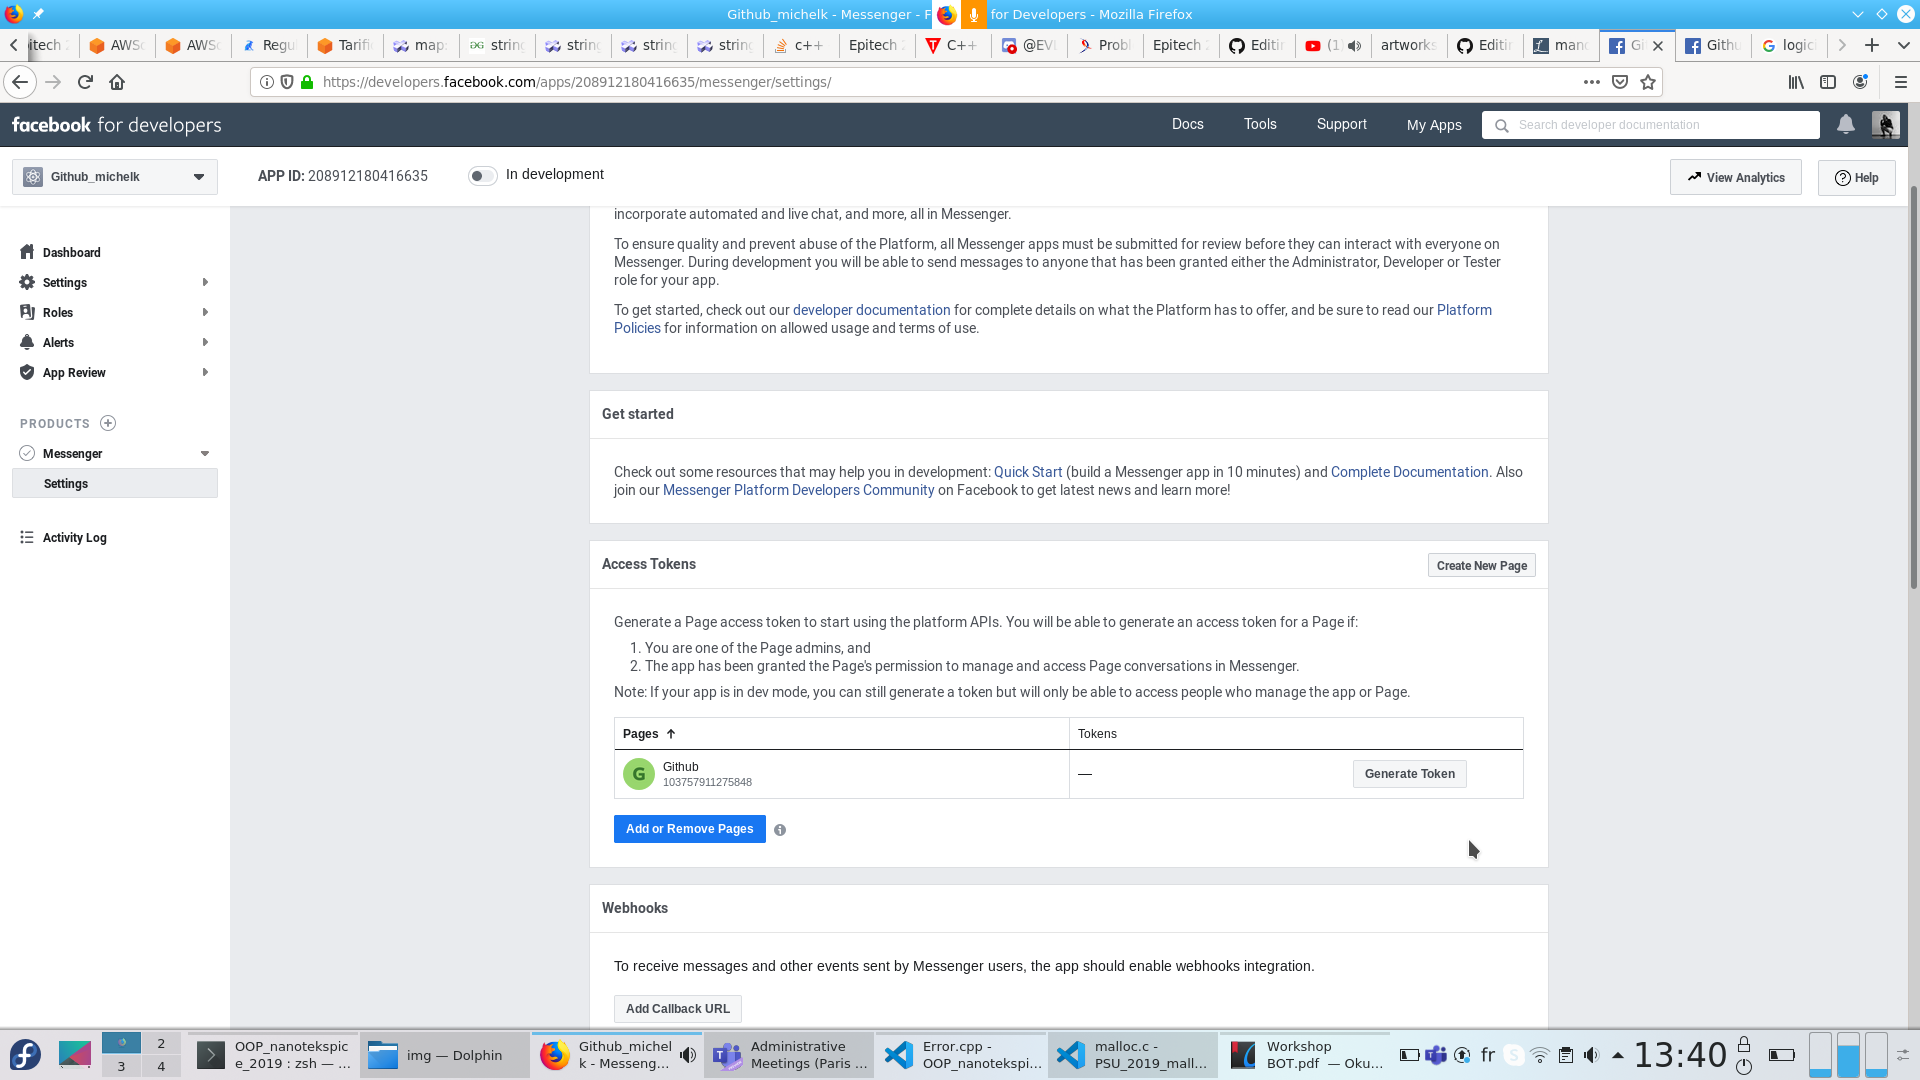 Github_michelk - Messenger - F for Developers - Mozilla Firefox
itech AWS AWS Regu Tarifi map: string string string string c++ Epitech C++ @EVI Probl Epitech Editin (1) artworks Editi man Gi Githu logic
https://developers.facebook.com/apps/208912180416635/messenger/settings/
facebook for developers
Docs Tools Support My Apps Search developer documentation
Github_michelk
APP ID: 208912180416635
In development
View Analytics
Help
Dashboard
Settings
Roles
Alerts
App Review
PRODUCTS
Messenger
Settings
Activity Log
incorporate automated and live chat, and more, all in Messenger.
To ensure quality and prevent abuse of the Platform, all Messenger apps must be submitted for review before they can interact with everyone on
Messenger. During development you will be able to send messages to anyone that has been granted either the Administrator, Developer or Tester
role for your app.
To get started, check out our developer documentation for complete details on what the Platform has to offer, and be sure to read our Platform
Policies for information on allowed usage and terms of use.
Get started
Check out some resources that may help you in development: Quick Start (build a Messenger app in 10 minutes) and Complete Documentation. Also
join our Messenger Platform Developers Community on Facebook to get latest news and learn more!
Access Tokens
Create New Page
Generate a Page access token to start using the platform APIs. You will be able to generate an access token for a Page if:
1. You are one of the Page admins, and
2. The app has been granted the Page's permission to manage and access Page conversations in Messenger.
Note: If your app is in dev mode, you can still generate a token but will only be able to access people who manage the app or Page.
Pages ↑ Tokens
G Github
103757911275848
— Generate Token
Add or Remove Pages
Webhooks
To receive messages and other events sent by Messenger users, the app should enable webhooks integration.
Add Callback URL
2
3 4
OOP_nanotekspic
e_2019 : zsh — ...
img — Dolphin
Github_michel
k - Messeng...
Administrative
Meetings (Paris ...
Error.cpp -
OOP_nanotekspi...
malloc.c -
PSU_2019_mall...
Workshop
BOT.pdf — Oku...
fr
13:40